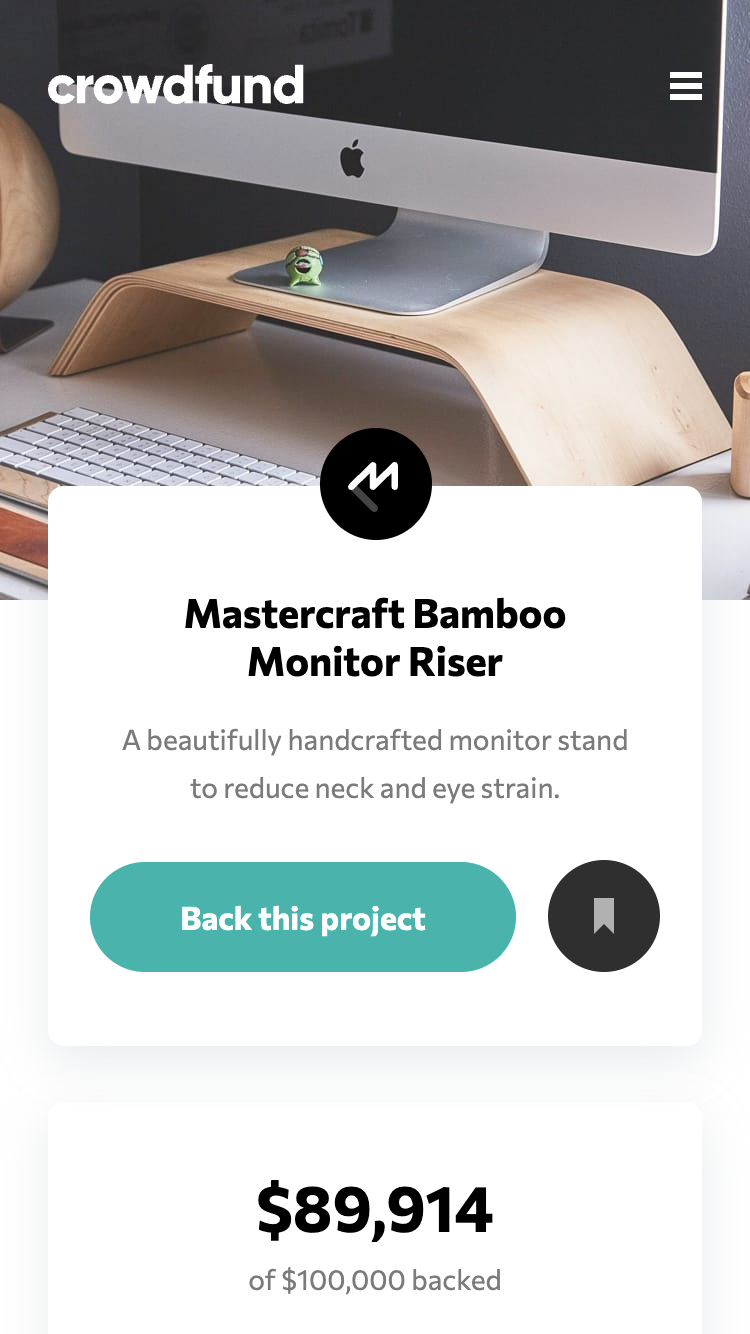 crowdfund
Mastercraft Bamboo
Monitor Riser
A beautifully handcrafted monitor stand
to reduce neck and eye strain.
Back this project
$89,914
of $100,000 backed